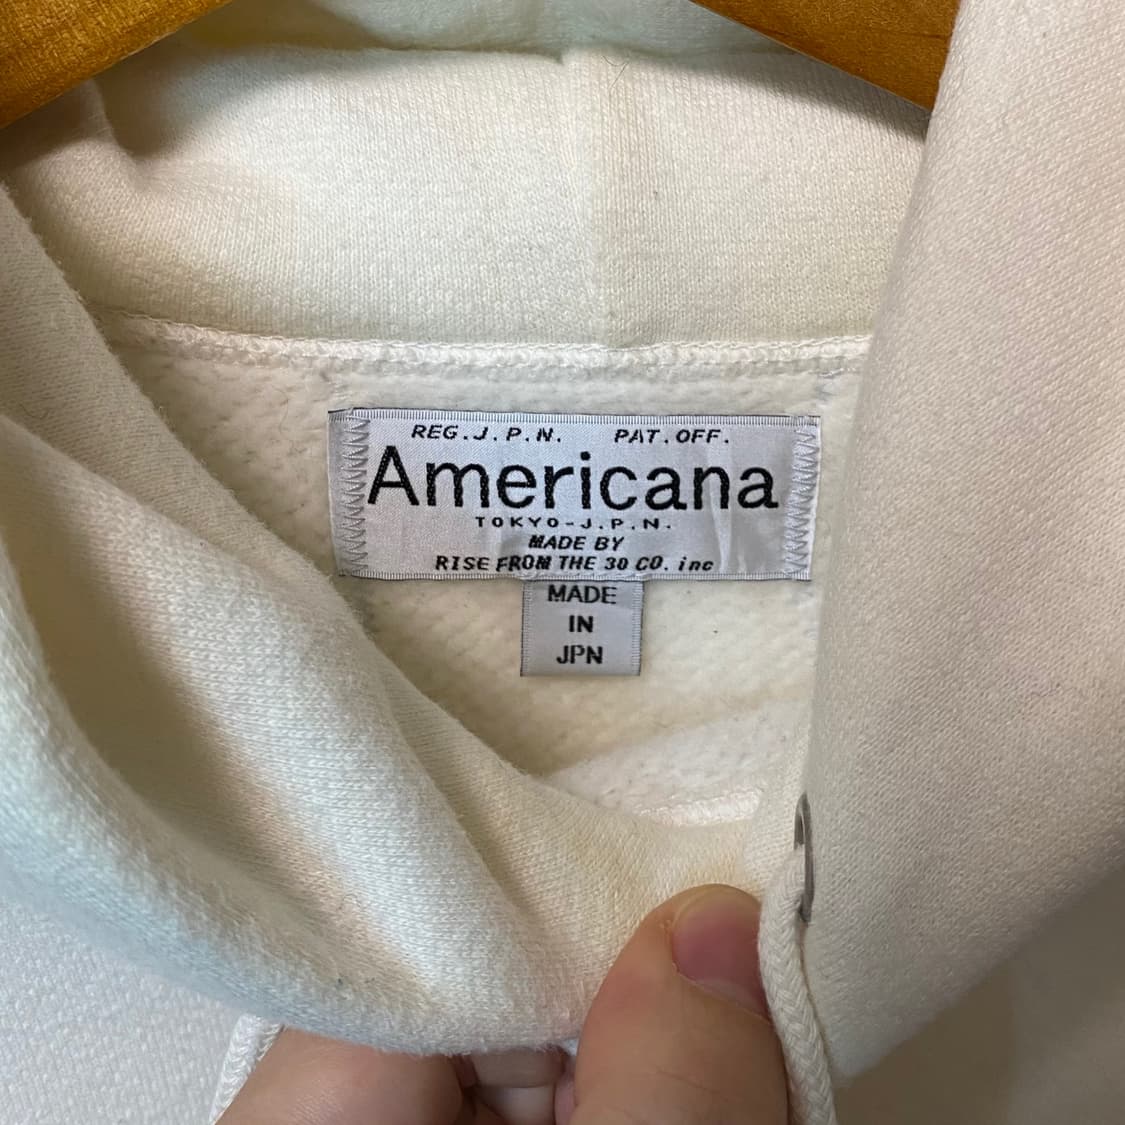 REG.J.P.N. PAT.OFF.
Americana
TOKYO-J.P.N.
MADE BY
RISE FROM THE 30 CO. inc
MADE
IN
JPN